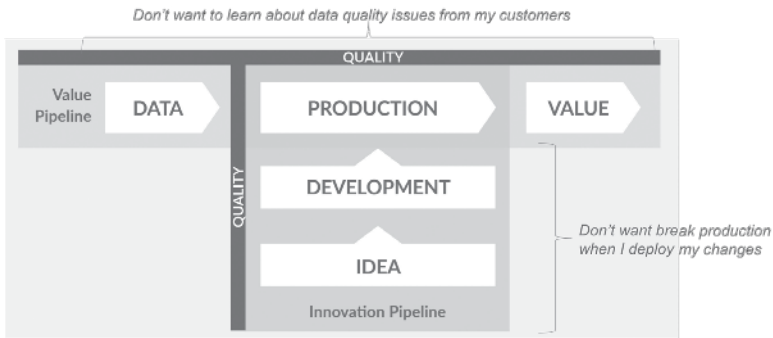 Don't want to learn about data quality issues from my customers
QUALITY
Value
Pipeline
DATA
PRODUCTION
VALUE
QUALITY
DEVELOPMENT
IDEA
Innovation Pipeline
Don't want break production
when I deploy my changes